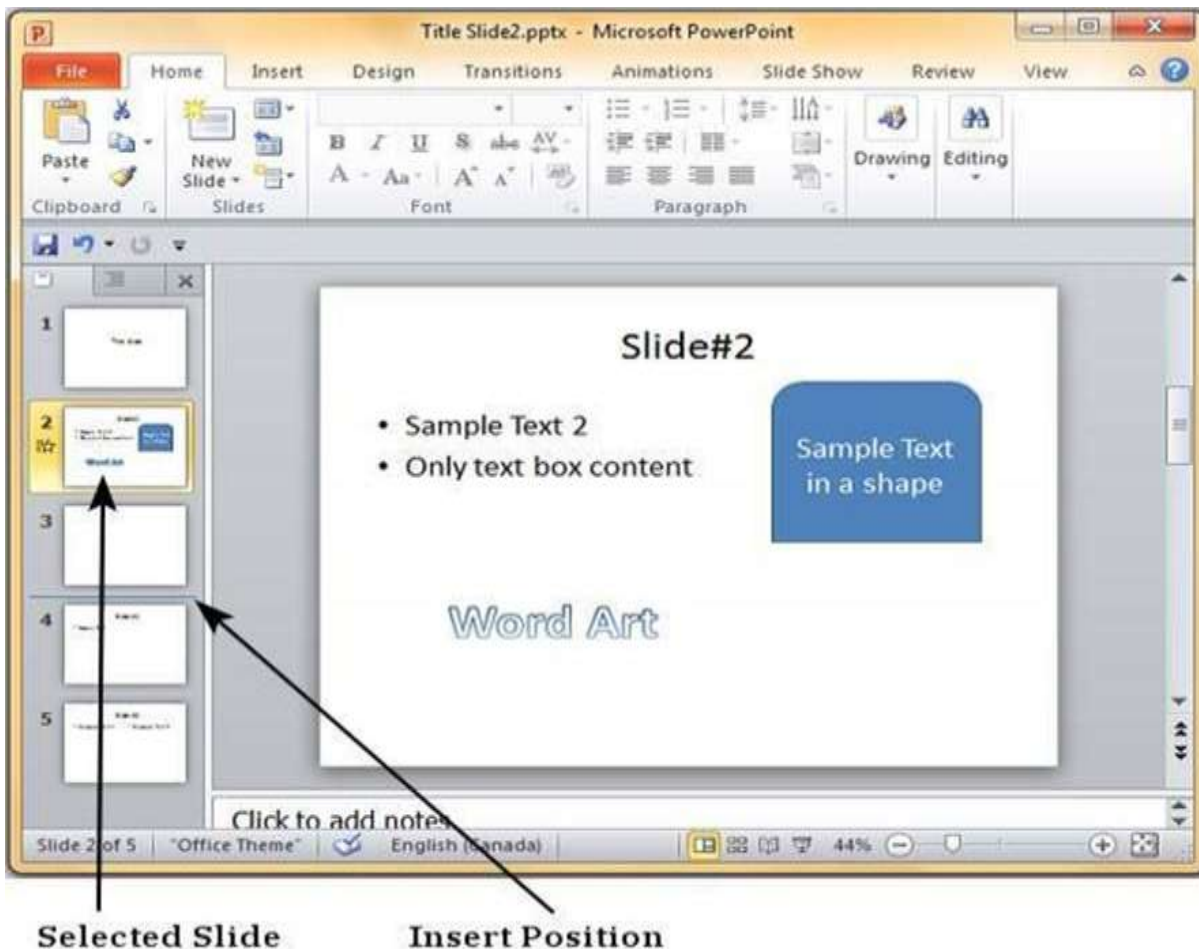 Title Slide2.pptx - Microsoft PowerPoint
File Home Insert Design Transitions Animations Slide Show Review View
Paste
New Slide
Drawing Editing
B I U S abc AV
A Aa A A
Clipboard Slides Font Paragraph
1
2
3
4
5
Slide#2
• Sample Text 2
• Only text box content
Sample Text
in a shape
Word Art
Click to add notes
Slide 2 of 5 "Office Theme" English (Canada) 44%
Selected Slide Insert Position